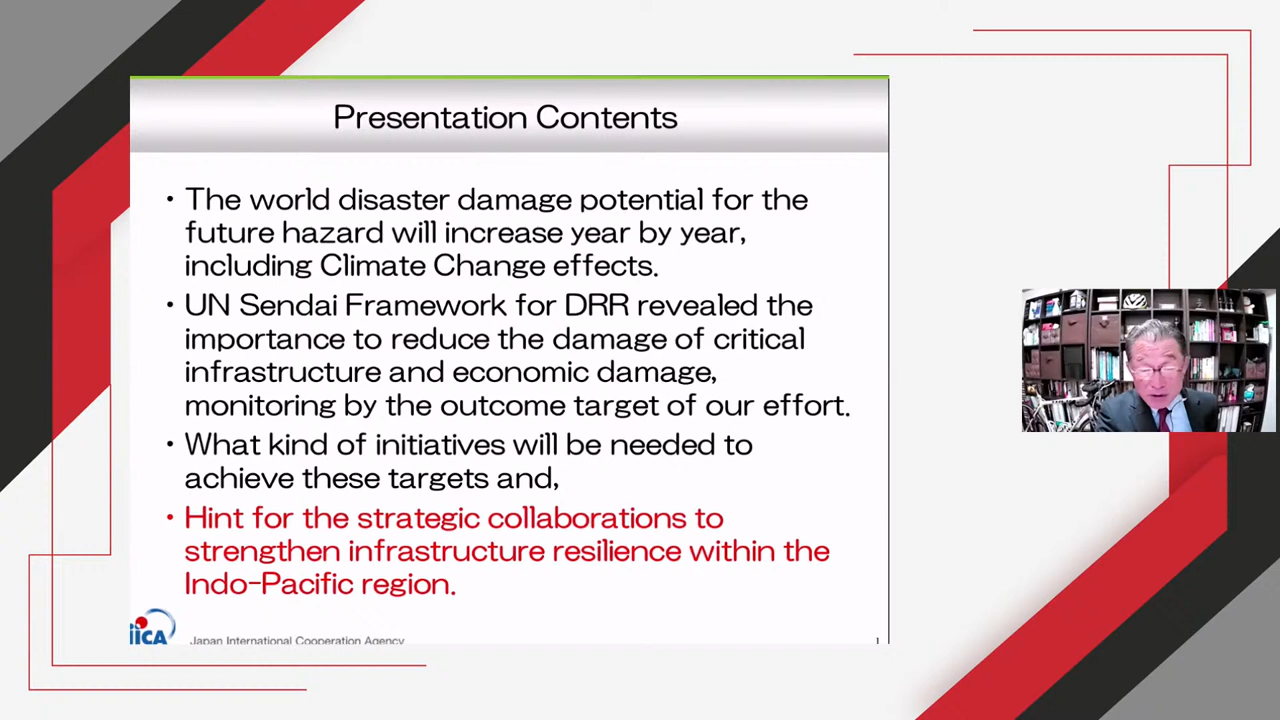 Presentation Contents
• The world disaster damage potential for the
future hazard will increase year by year,
including Climate Change effects.
• UN Sendai Framework for DRR revealed the
importance to reduce the damage of critical
infrastructure and economic damage,
monitoring by the outcome target of our effort.
• What kind of initiatives will be needed to
achieve these targets and,
• Hint for the strategic collaborations to
strengthen infrastructure resilience within the
Indo-Pacific region.
JICA
Japan International Cooperation Agency
1